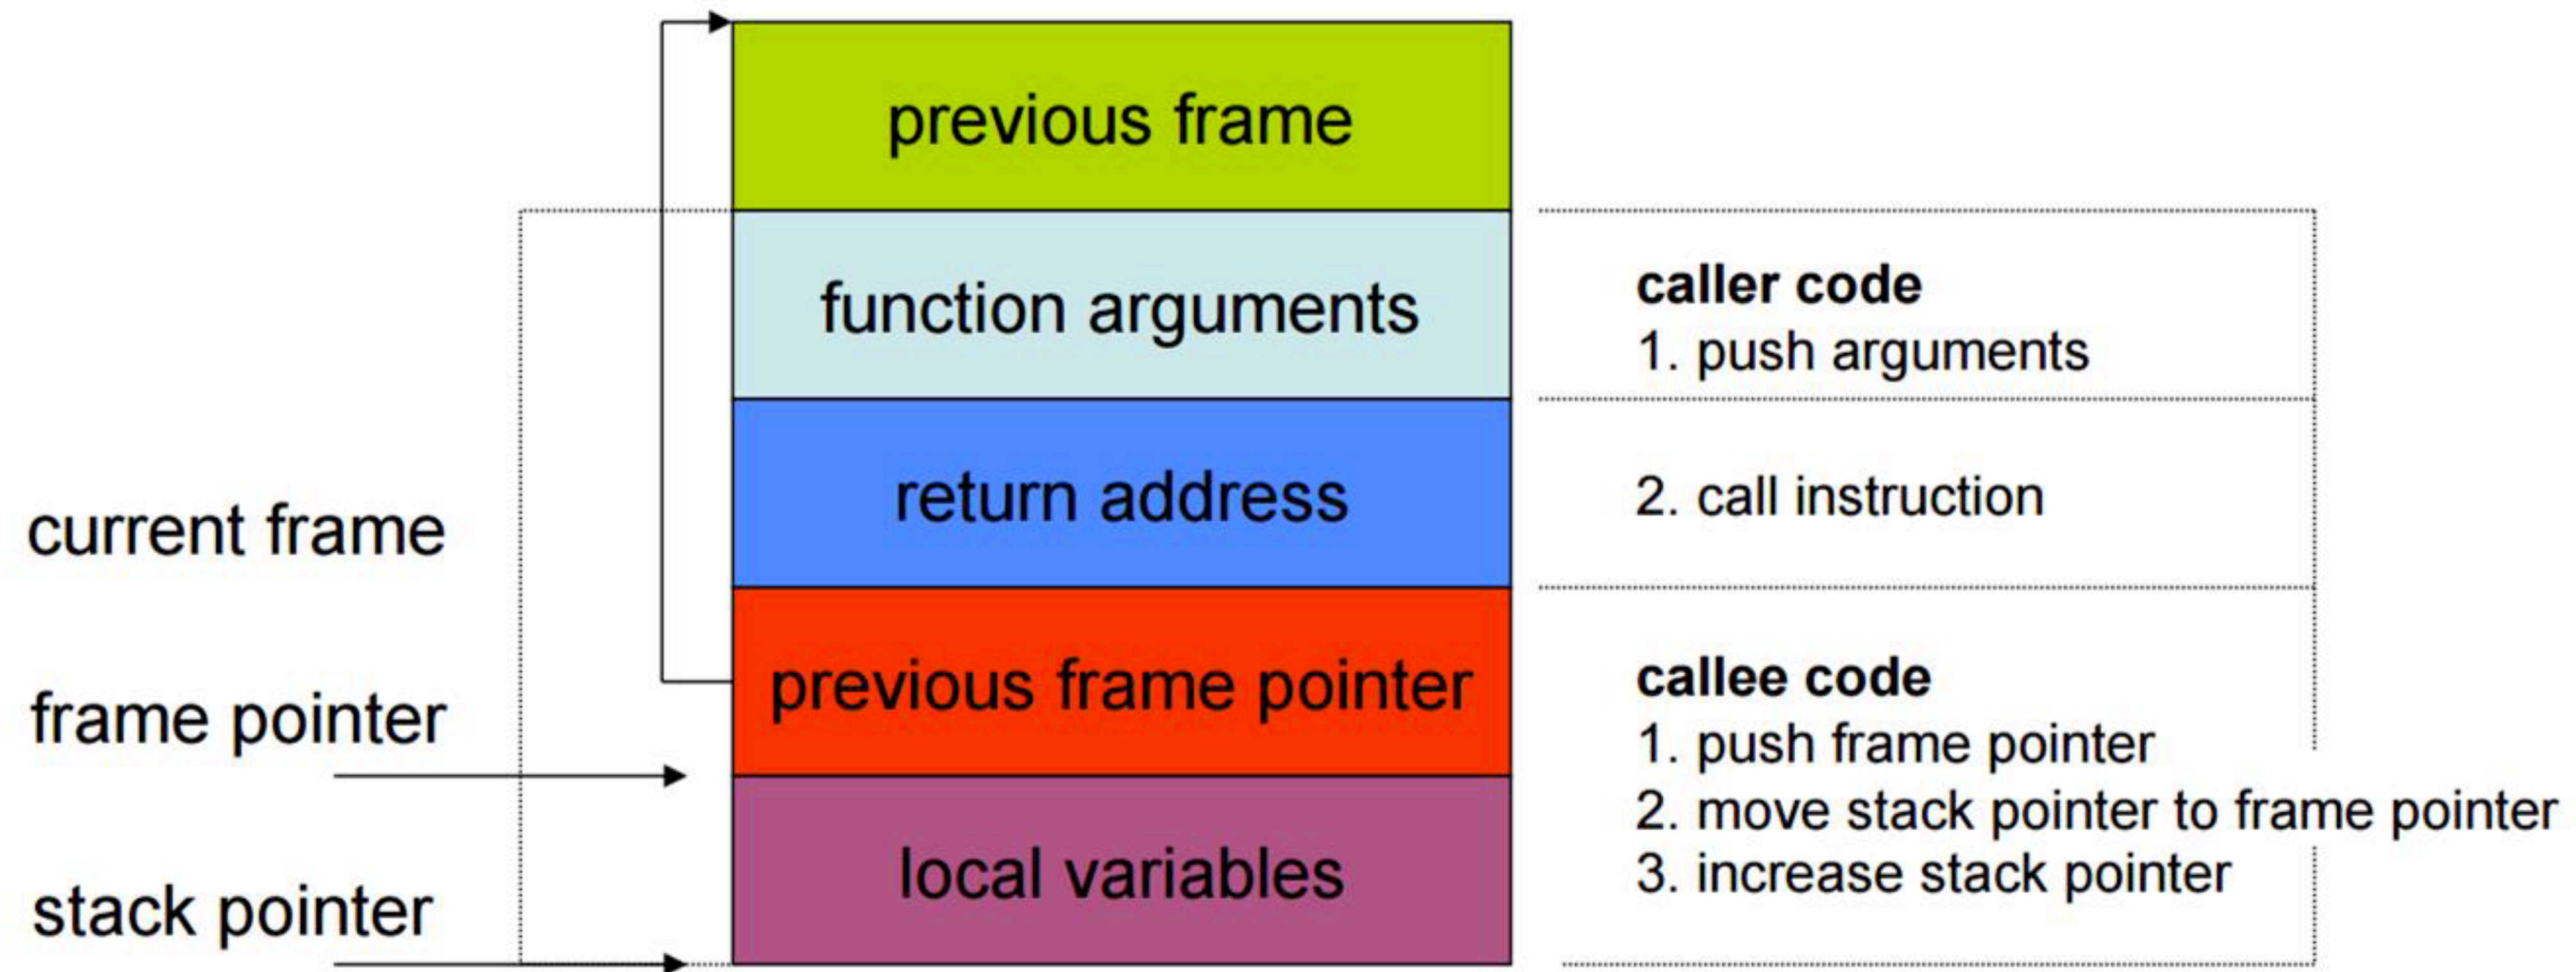 previous frame
function arguments
caller code
1. push arguments
return address
2. call instruction
current frame
previous frame pointer
frame pointer
callee code
1. push frame pointer
2. move stack pointer to frame pointer
3. increase stack pointer
local variables
stack pointer